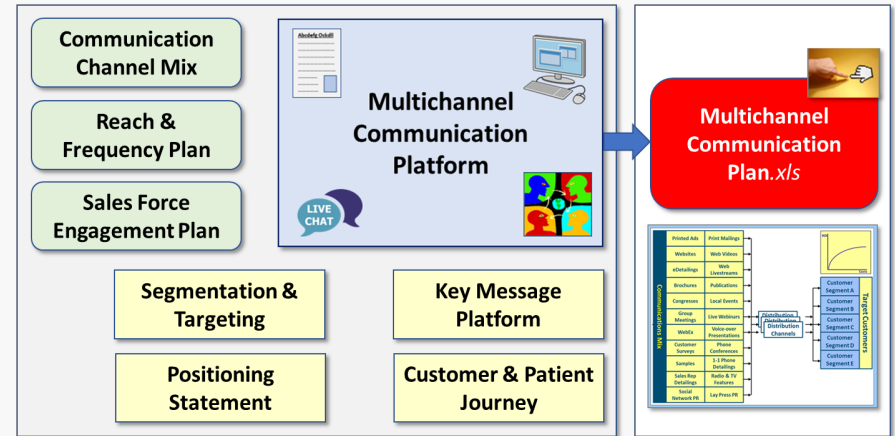 Communication
Channel Mix
Reach &
Frequency Plan
Sales Force
Engagement Plan
Abcdefg Oskdil
Multichannel
Communication
Platform
LIVE
CHAT
Segmentation &
Targeting
Key Message
Platform
Positioning
Statement
Customer & Patient
Journey
Multichannel
Communication
Plan.xls
Communications Mix
Printed Ads
Print Mailings
Websites
Web Videos
eDetailings
Web
Livestreams
Brochures
Publications
Congresses
Local Events
Group
Meetings
Live Webinars
WebEx
Voice-over
Presentations
Customer
Surveys
Phone
Conferences
Samples
1-1 Phone
Detailings
Sales Rep
Detailings
Radio & TV
Features
Social
Network PR
Lay Press PR
Distribution
Distribution
Distribution
Channels
Customer
Segment A
Customer
Segment B
Customer
Segment C
Customer
Segment D
Customer
Segment E
Target Customers